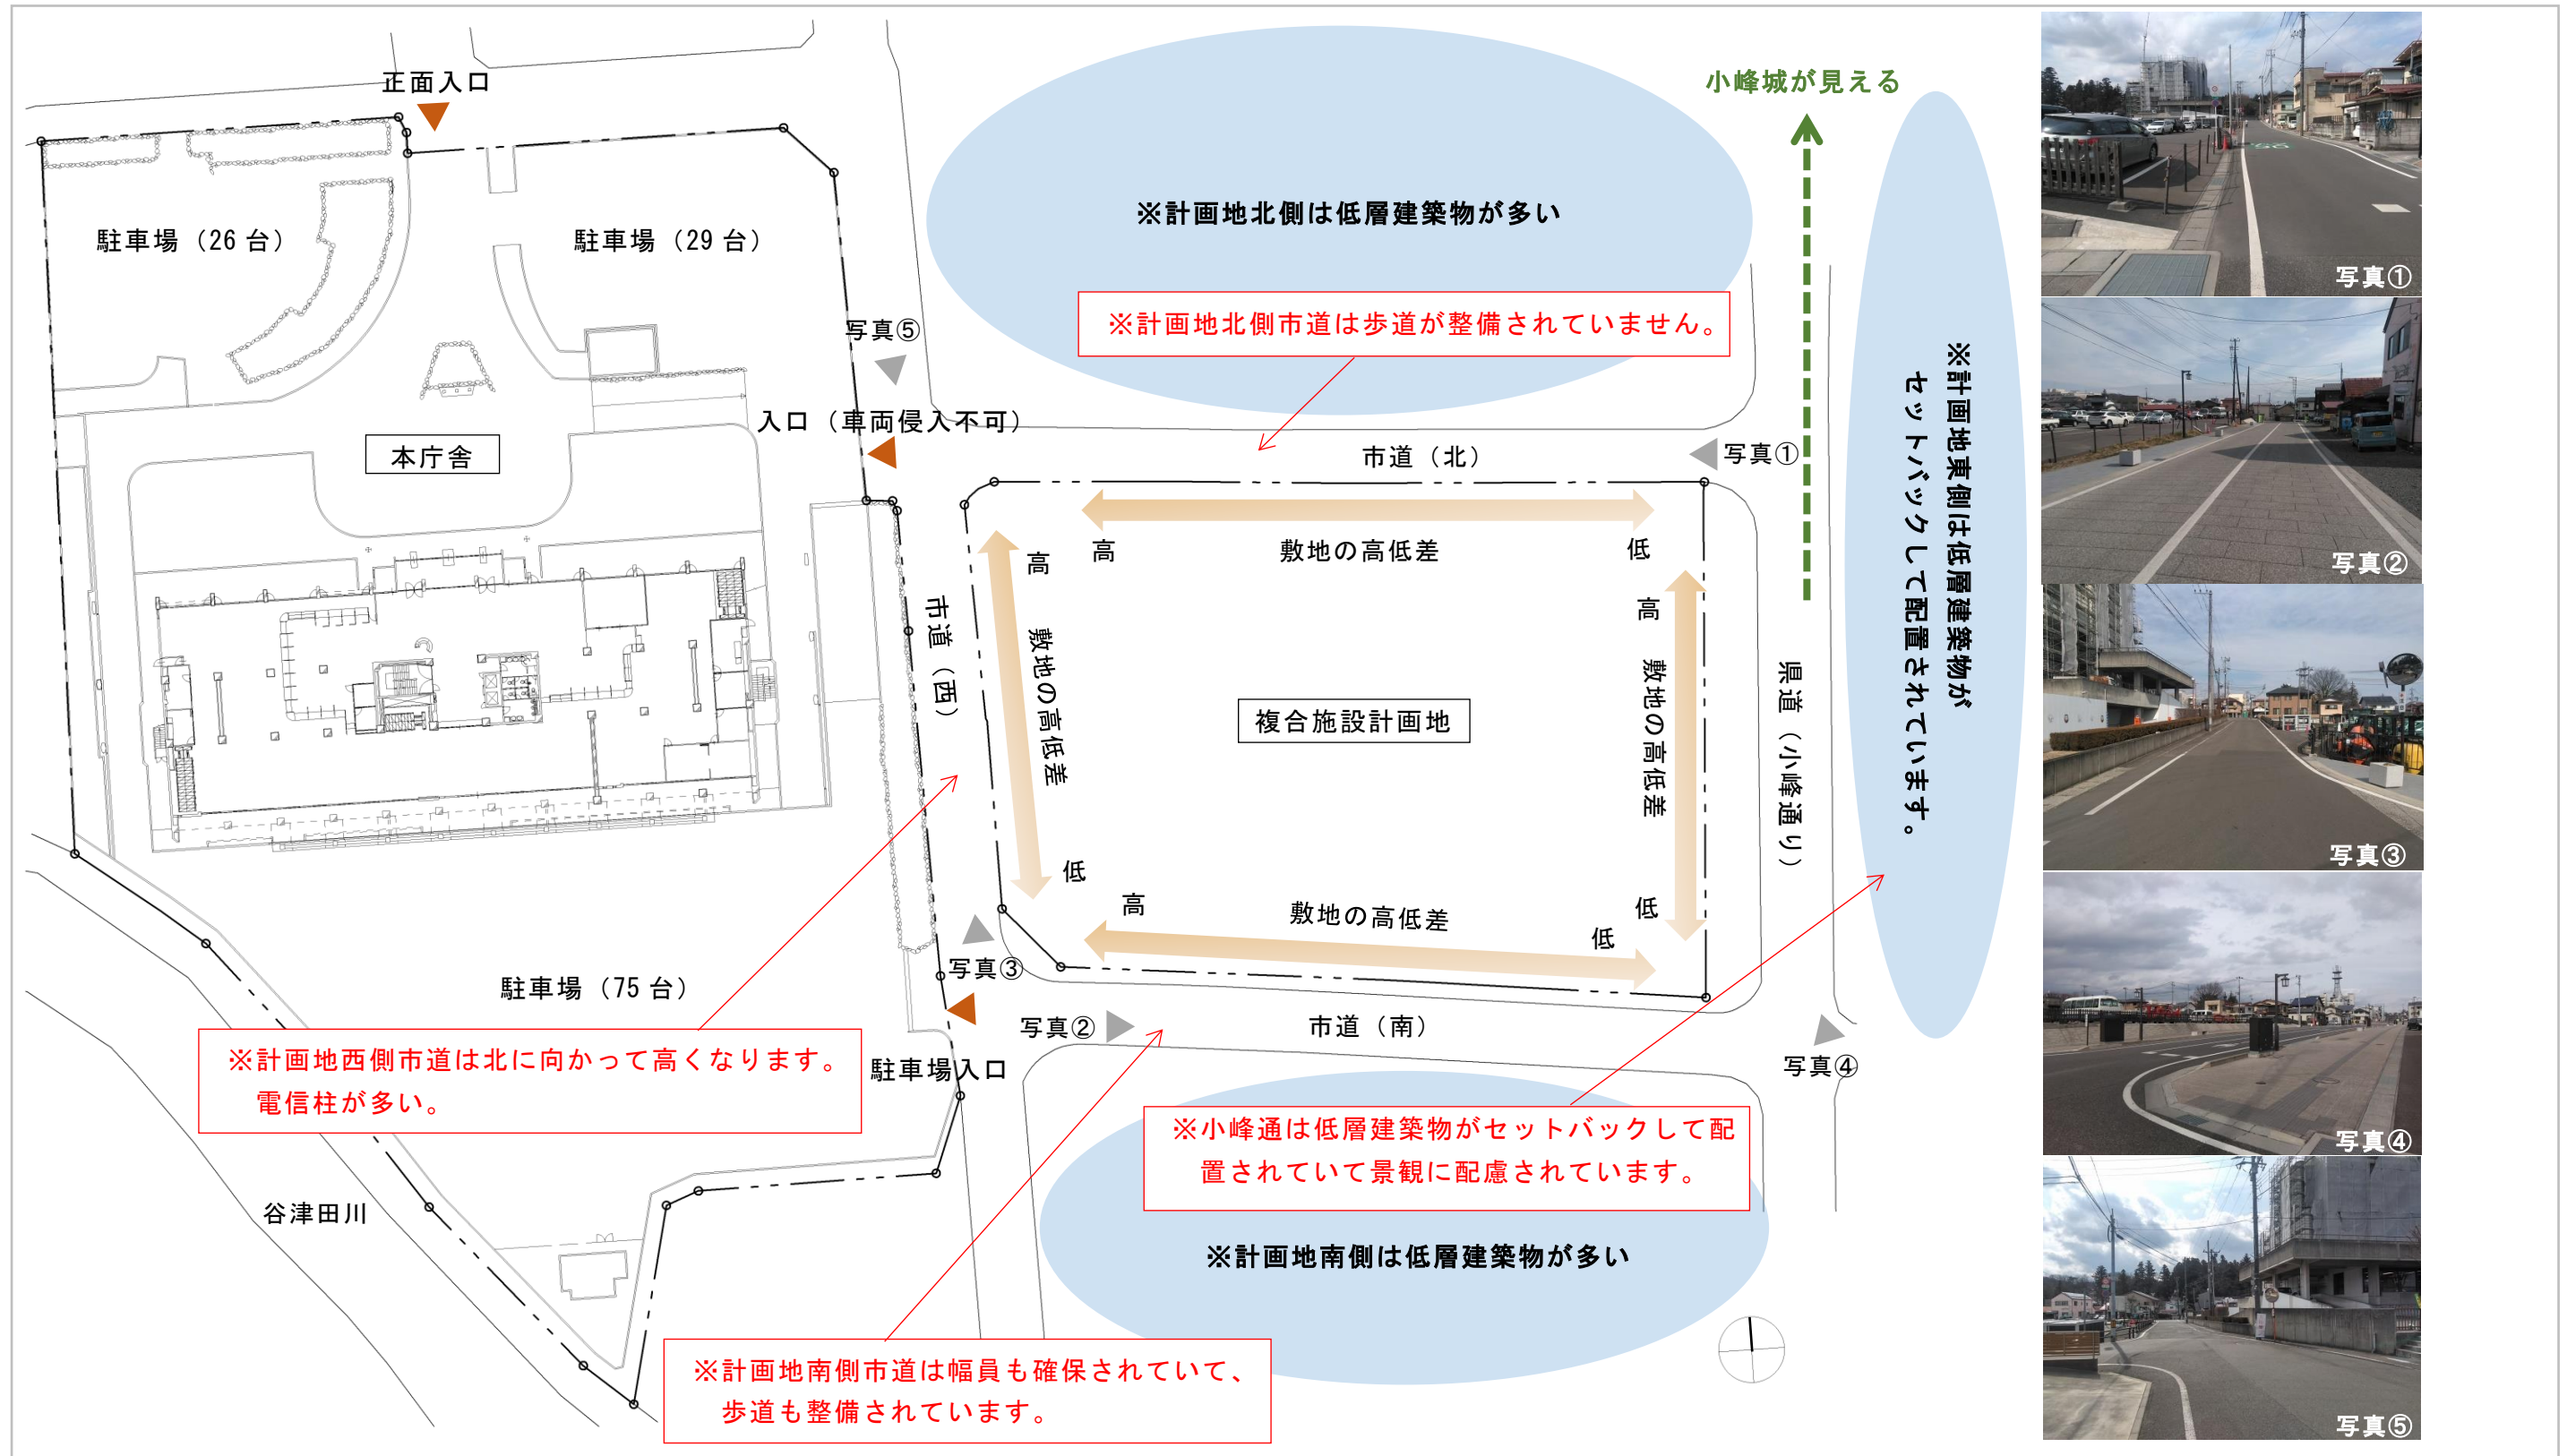 正面入口
小峰城が見える
※計画地北側は低層建築物が多い
駐車場（26 台）
駐車場（29 台）
写真①
※計画地北側市道は歩道が整備されていません。
写真⑤
入口（車両侵入不可）
本庁舎
市道（北）
写真①
※計画地東側は低層建築物が
セットバックして配置されています。
高
高
敷地の高低差
低
写真②
市道（西）
敷地の高低差
高
敷地の高低差
複合施設計画地
県道（小峰通り）
低
高
敷地の高低差
低
低
写真③
写真③
駐車場（75 台）
写真②
市道（南）
※計画地西側市道は北に向かって高くなります。
電信柱が多い。
駐車場入口
写真④
※小峰通は低層建築物がセットバックして配
置されていて景観に配慮されています。
写真④
谷津田川
※計画地南側は低層建築物が多い
※計画地南側市道は幅員も確保されていて、
歩道も整備されています。
写真⑤